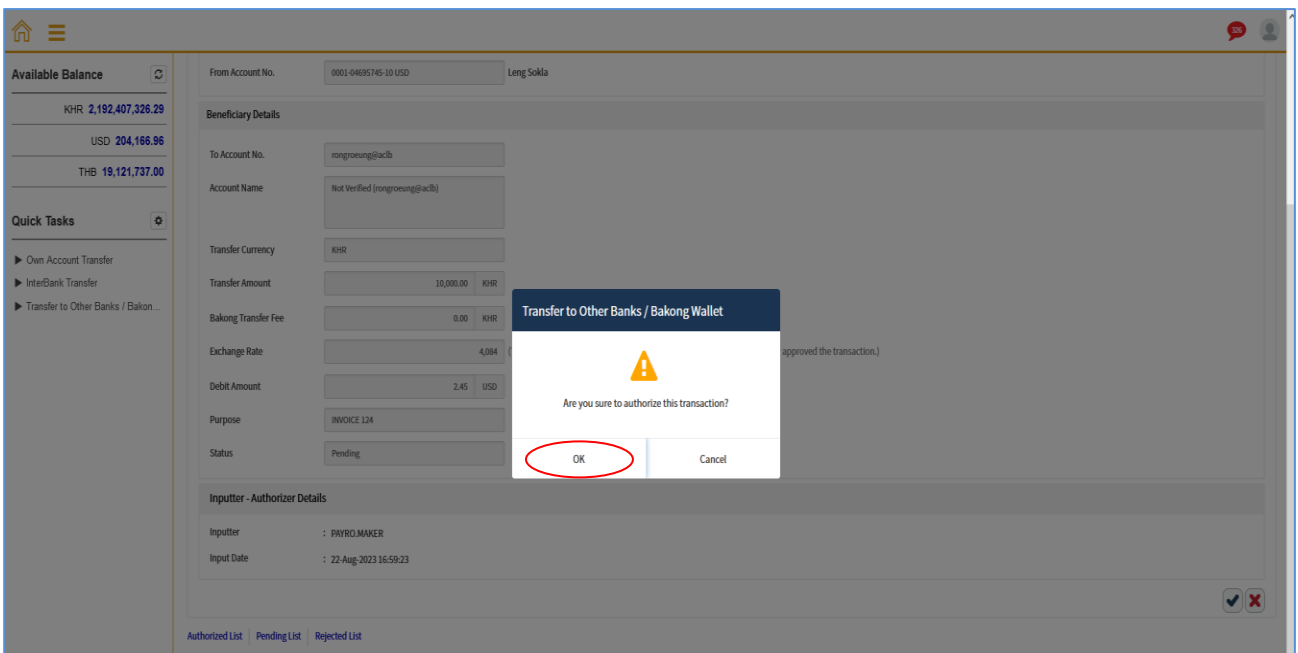 326
Available Balance
KHR 2,192,407,326.29
USD 204,166.96
THB 19,121,737.00
Quick Tasks
Own Account Transfer
InterBank Transfer
Transfer to Other Banks / Bakon...
From Account No. 0001-04695745-10 USD Leng Sokla
Beneficiary Details
To Account No. rongroeung@aclb
Account Name Not Verified (rongroeung@aclb)
Transfer Currency KHR
Transfer Amount 10,000.00 KHR
Bakong Transfer Fee 0.00 KHR
Exchange Rate 4,084 ( approved the transaction.)
Debit Amount 2.45 USD
Purpose INVOICE 124
Status Pending
Transfer to Other Banks / Bakong Wallet
Are you sure to authorize this transaction?
OK Cancel
Inputter - Authorizer Details
Inputter : PAYRO.MAKER
Input Date : 22-Aug-2023 16:59:23
Authorized List Pending List Rejected List